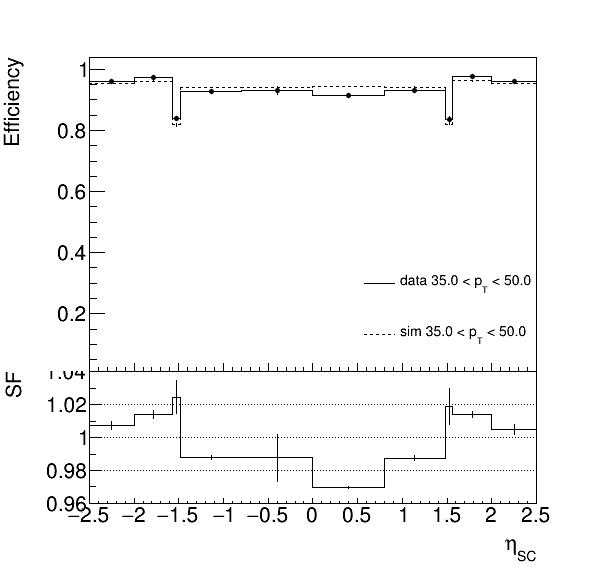 Efficiency
1
0.8
0.6
0.4
0.2
data 35.0 < p_T < 50.0
sim 35.0 < p_T < 50.0
SF
1.04
1.02
1
0.98
0.96
−2.5 −2 −1.5 −1 −0.5 0 0.5 1 1.5 2 2.5
η_SC